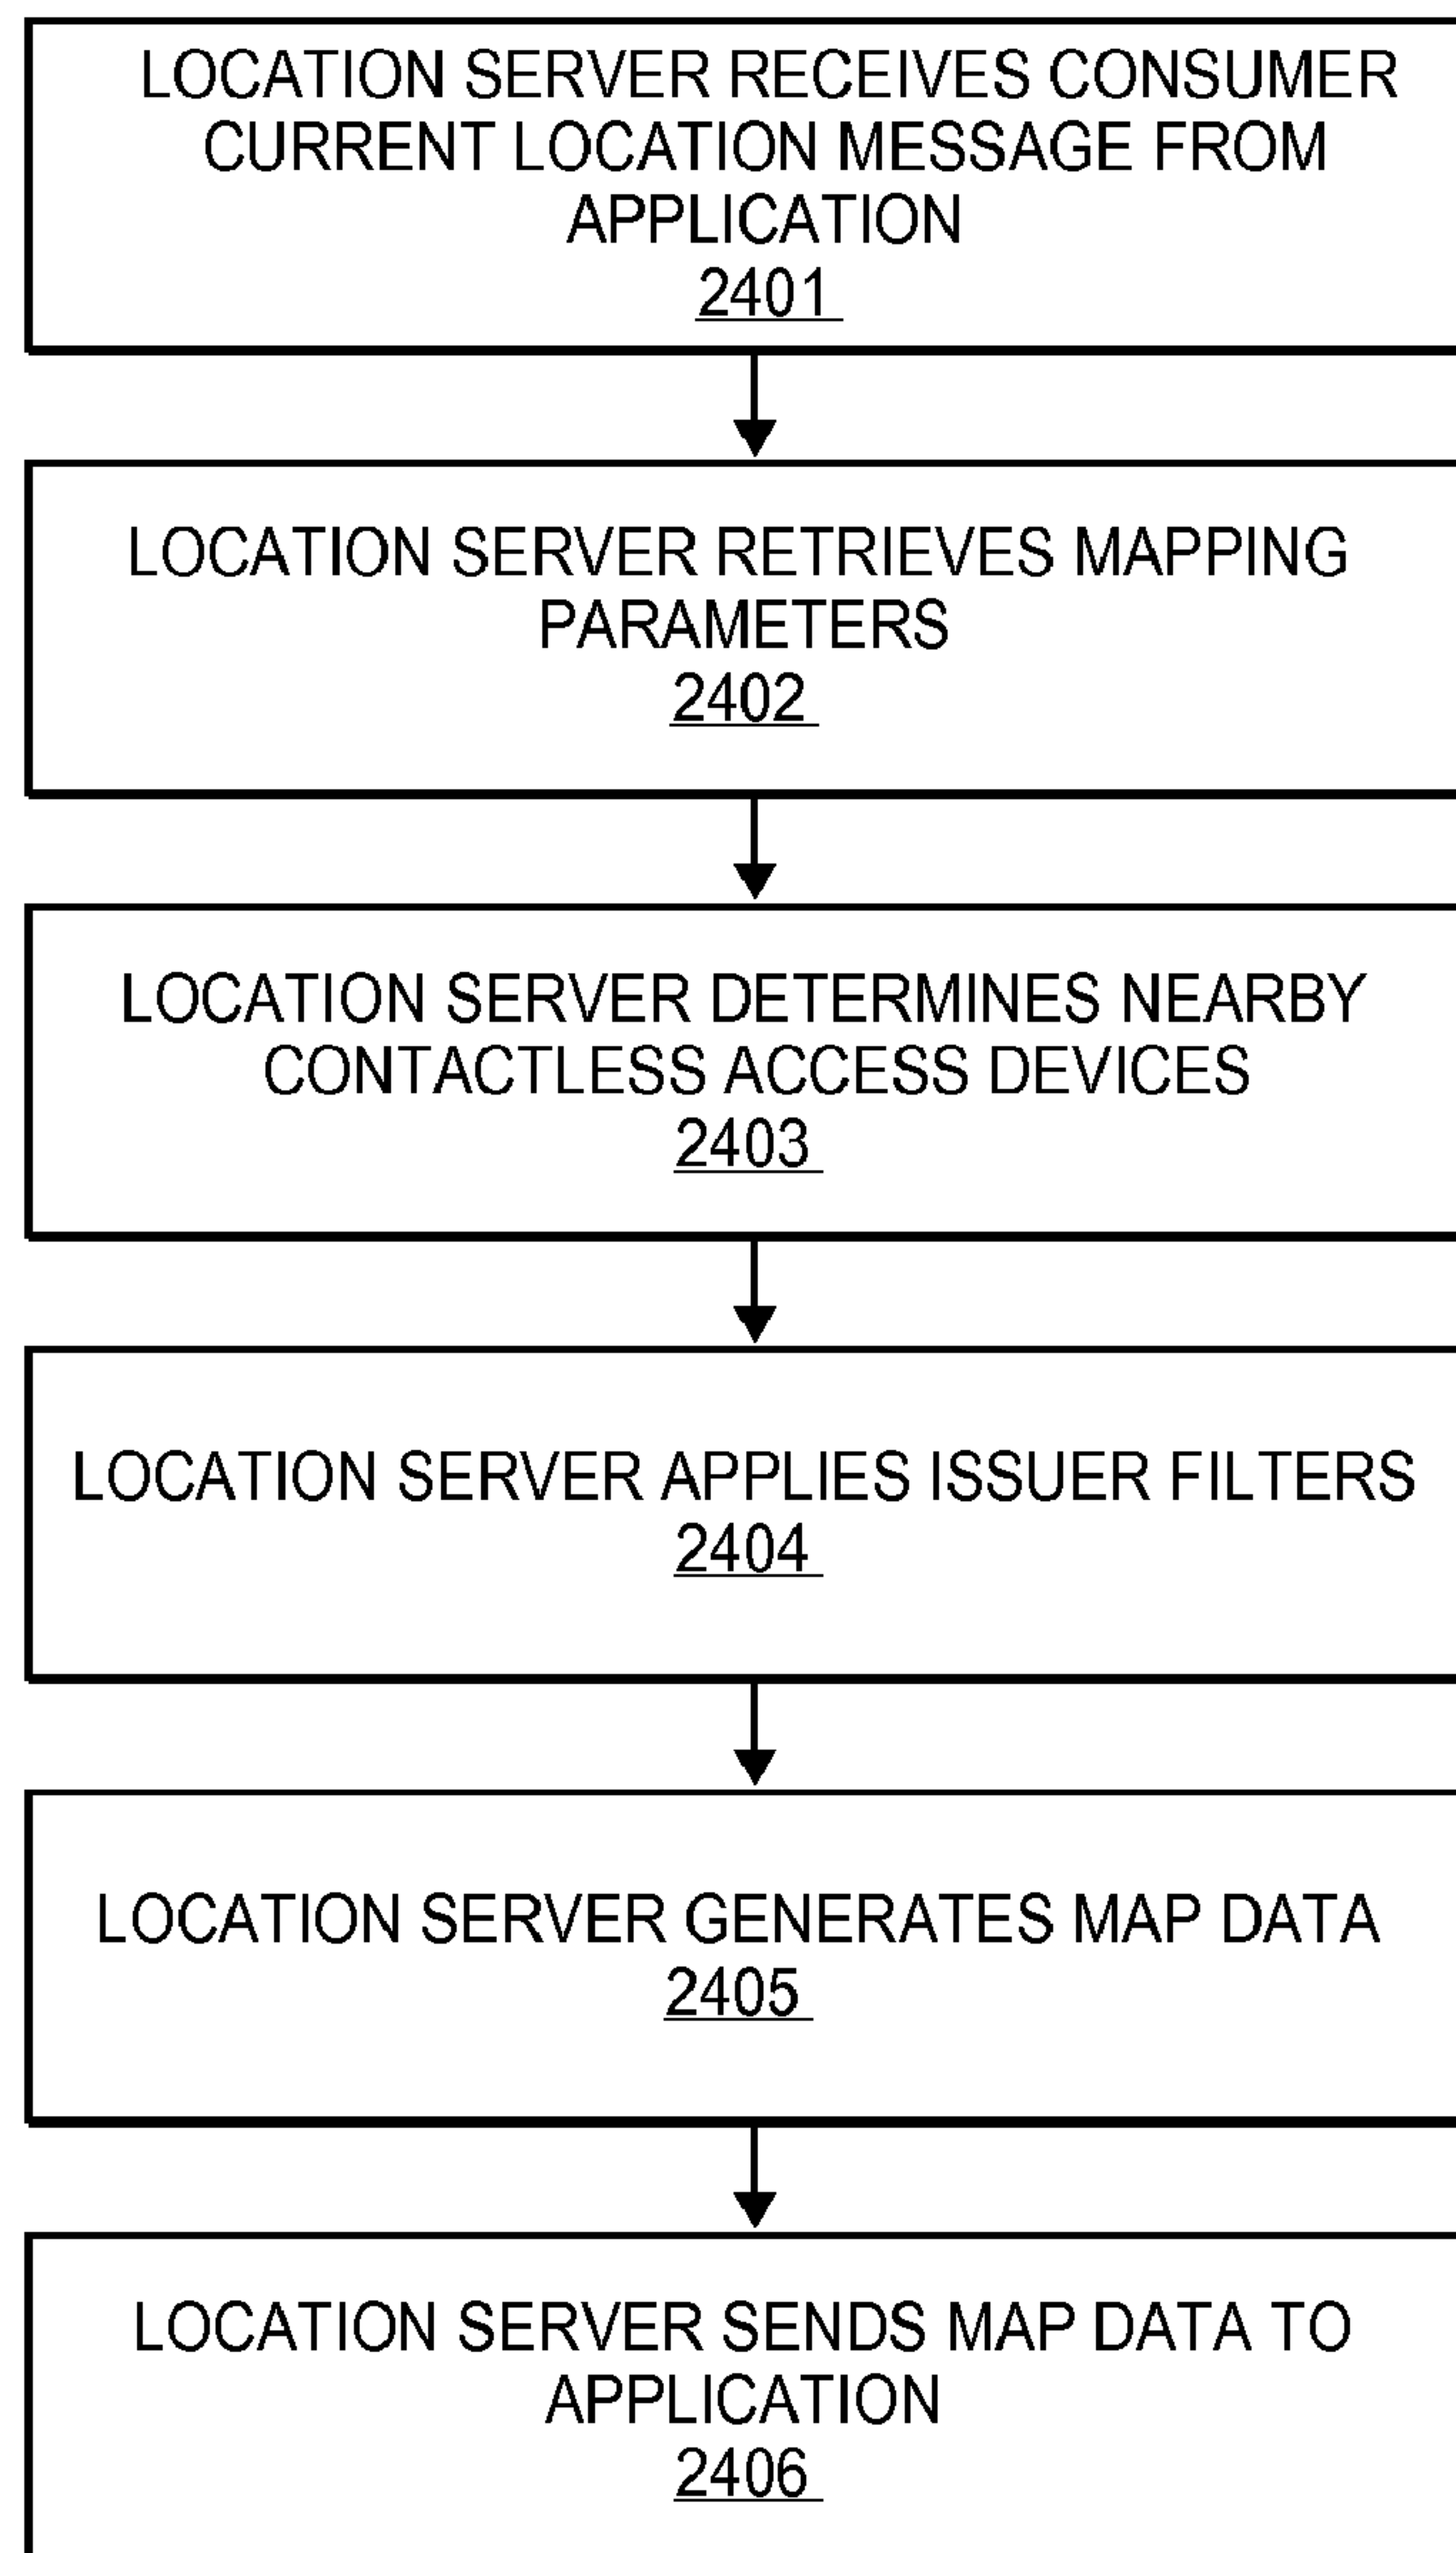 LOCATION SERVER RECEIVES CONSUMER
CURRENT LOCATION MESSAGE FROM
APPLICATION
2401
LOCATION SERVER RETRIEVES MAPPING
PARAMETERS
2402
LOCATION SERVER DETERMINES NEARBY
CONTACTLESS ACCESS DEVICES
2403
LOCATION SERVER APPLIES ISSUER FILTERS
2404
LOCATION SERVER GENERATES MAP DATA
2405
LOCATION SERVER SENDS MAP DATA TO
APPLICATION
2406